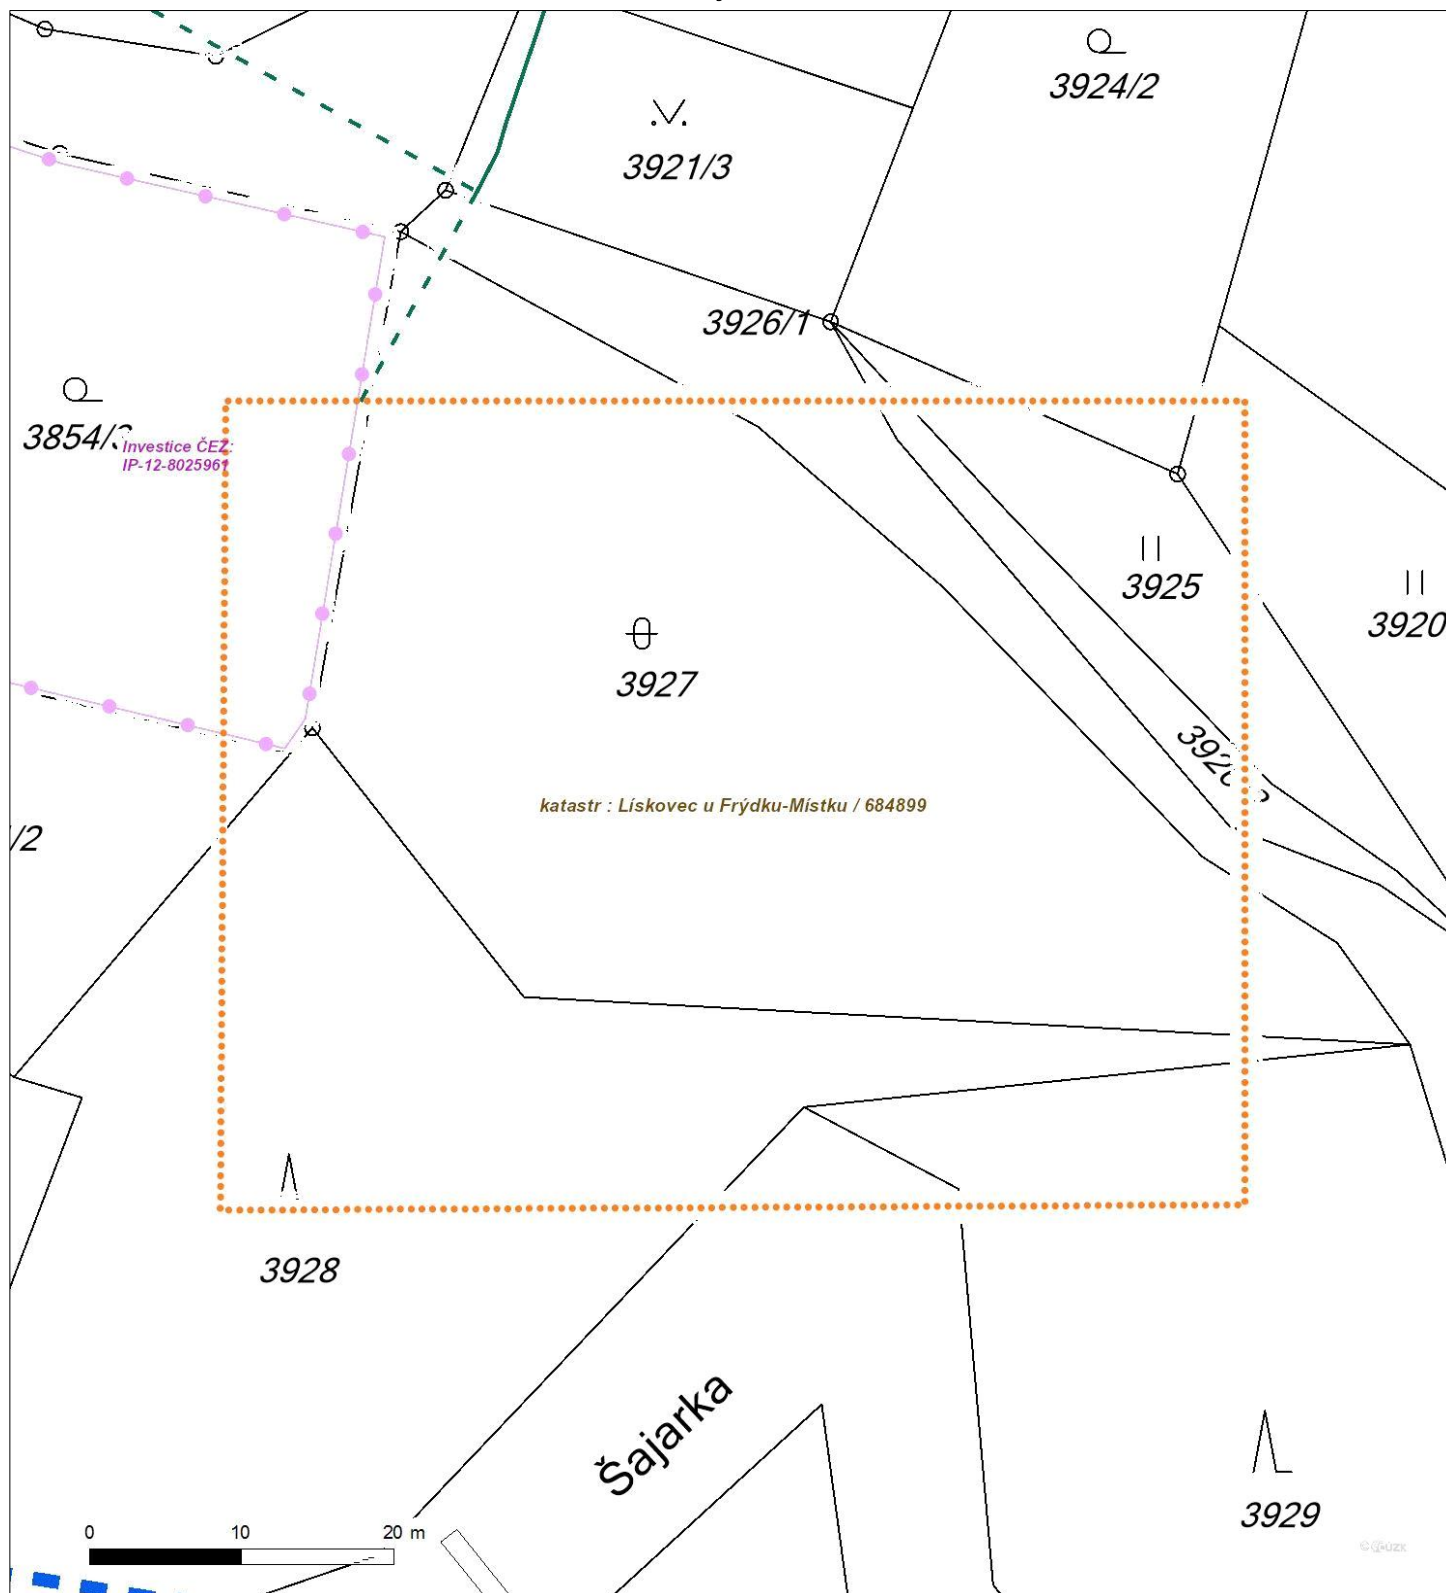 3924/2
3921/3
3926/1
3854/3
Investice ČEZ:
IP-12-8025961
3925
3920
3927
katastr : Lískovec u Frýdku-Místku / 684899
/2
3928
Šajarka
3929
0 10 20 m